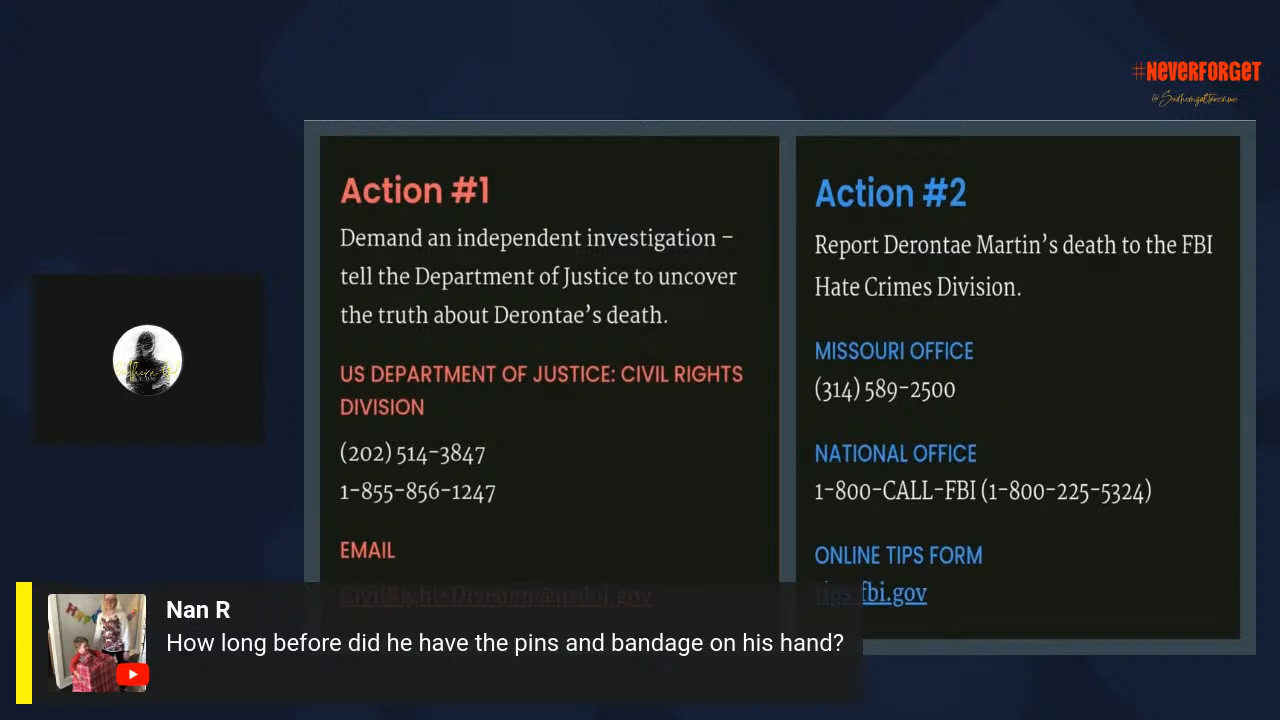 #NEVERFORGET
Action #1
Demand an independent investigation –
tell the Department of Justice to uncover
the truth about Derontae’s death.
US DEPARTMENT OF JUSTICE: CIVIL RIGHTS
DIVISION
(202) 514-3847
1-855-856-1247
EMAIL
CivilRightsDivision@usdoj.gov
Action #2
Report Derontae Martin’s death to the FBI
Hate Crimes Division.
MISSOURI OFFICE
(314) 589-2500
NATIONAL OFFICE
1-800-CALL-FBI (1-800-225-5324)
ONLINE TIPS FORM
tips.fbi.gov
Nan R
How long before did he have the pins and bandage on his hand?